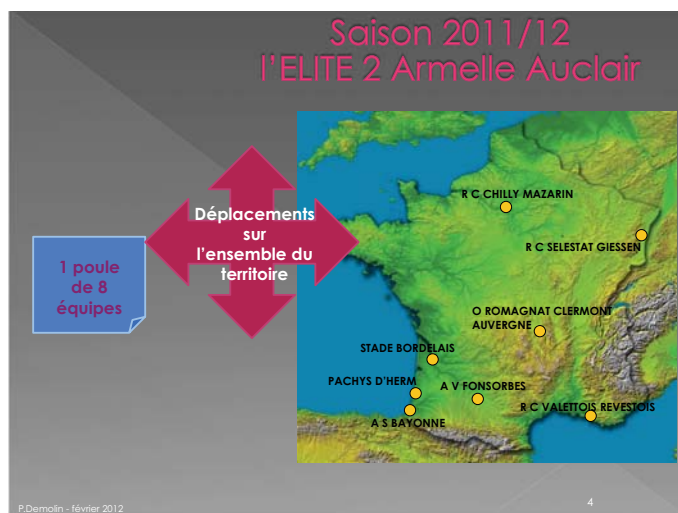 Saison 2011/12
l'ELITE 2 Armelle Auclair
Déplacements
sur
l'ensemble du
territoire
1 poule
de 8
équipes
R C CHILLY MAZARIN
R C SELESTAT GIESSEN
O ROMAGNAT CLERMONT
AUVERGNE
STADE BORDELAIS
PACHYS D'HERM
A V FONSORBES
R C VALETTOIS REVESTOIS
A S BAYONNE
P.Demolin - février 2012
4